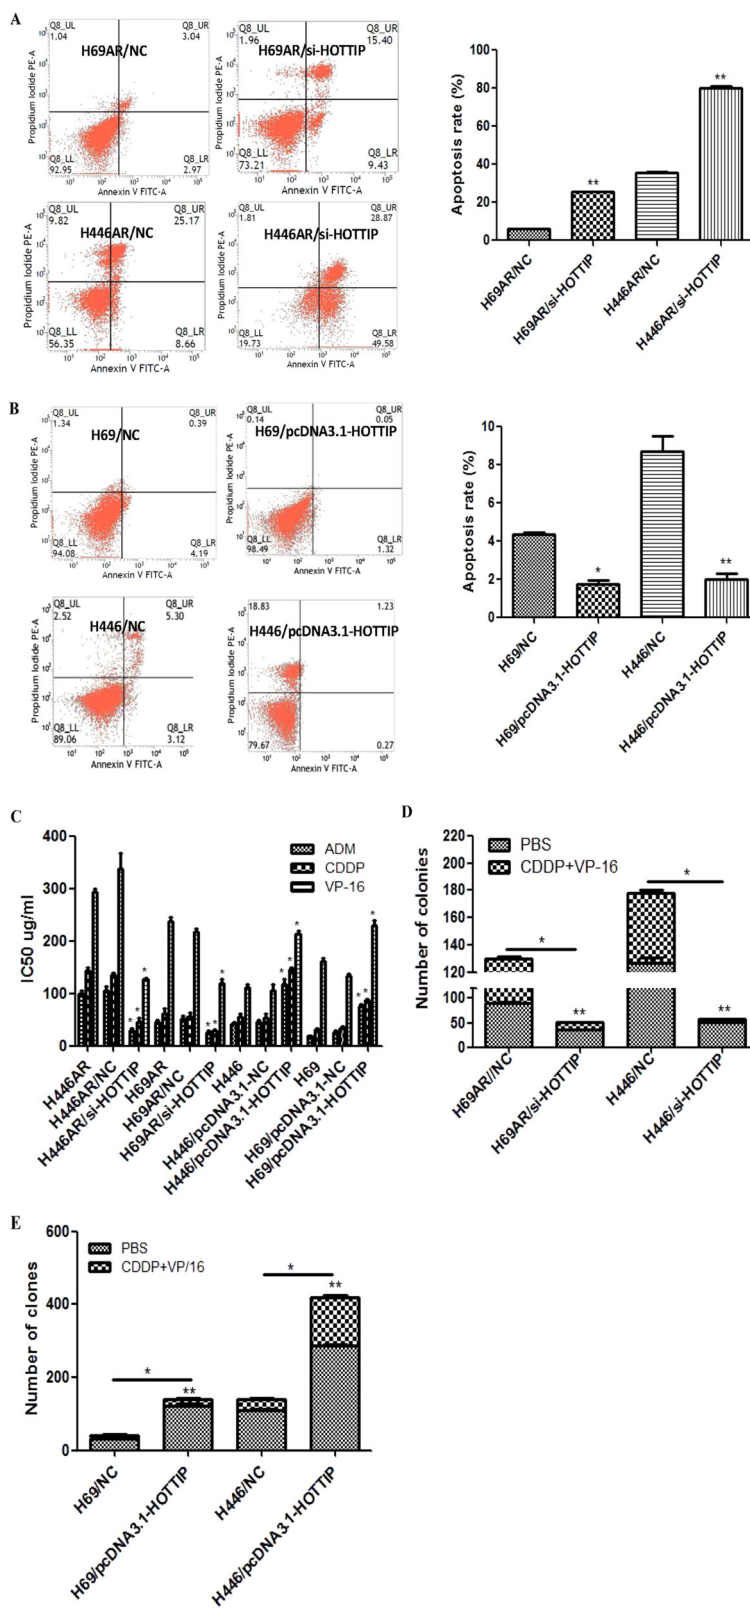 A
Q8_UL
1.04
Q8_UR
3.04
H69AR/NC
Q8_LL
92.95
Q8_LR
2.97
Propidium Iodide PE-A
Annexin V FITC-A
Q8_UL
1.96
Q8_UR
15.40
H69AR/si-HOTTIP
Q8_LL
73.21
Q8_LR
9.43
Propidium Iodide PE-A
Annexin V FITC-A
Q8_UL
9.82
Q8_UR
25.17
H446AR/NC
Q8_LL
56.35
Q8_LR
8.66
Propidium Iodide PE-A
Annexin V FITC-A
Q8_UL
1.81
Q8_UR
28.87
H446AR/si-HOTTIP
Q8_LL
19.73
Q8_LR
49.58
Propidium Iodide PE-A
Annexin V FITC-A
Apoptosis rate (%)
100
80
60
40
20
0
**
**
H69AR/NC
H69AR/si-HOTTIP
H446AR/NC
H446AR/si-HOTTIP
B
Q8_UL
1.34
Q8_UR
0.39
H69/NC
Q8_LL
94.08
Q8_LR
4.19
Propidium Iodide PE-A
Annexin V FITC-A
Q8_UL
0.14
Q8_UR
0.05
H69/pcDNA3.1-HOTTIP
Q8_LL
98.49
Q8_LR
1.32
Propidium Iodide PE-A
Annexin V FITC-A
Q8_UL
2.52
Q8_UR
5.30
H446/NC
Q8_LL
89.06
Q8_LR
3.12
Propidium Iodide PE-A
Annexin V FITC-A
18.83
1.23
H446/pcDNA3.1-HOTTIP
79.67
0.27
Propidium Iodide PE-A
Annexin V FITC-A
Apoptosis rate (%)
10
8
6
4
2
0
*
**
H69/NC
H69/pcDNA3.1-HOTTIP
H446/NC
H446/pcDNA3.1-HOTTIP
C
IC50 ug/ml
400
300
200
100
0
ADM
CDDP
VP-16
H446AR
H446AR/NC
H446AR/si-HOTTIP
H69AR
H69AR/NC
H69AR/si-HOTTIP
H446
H446/pcDNA3.1-NC
H446/pcDNA3.1-HOTTIP
H69
H69/pcDNA3.1-NC
H69/pcDNA3.1-HOTTIP
D
Number of colonies
220
200
180
160
140
120
100
50
0
PBS
CDDP+VP-16
*
**
*
**
H69AR//NC
H69AR/si-HOTTIP
H446/NC
H446/si-HOTTIP
E
Number of clones
600
400
200
0
PBS
CDDP+VP/16
*
**
*
**
H69/NC
H69/pcDNA3.1-HOTTIP
H446/NC
H446/pcDNA3.1-HOTTIP